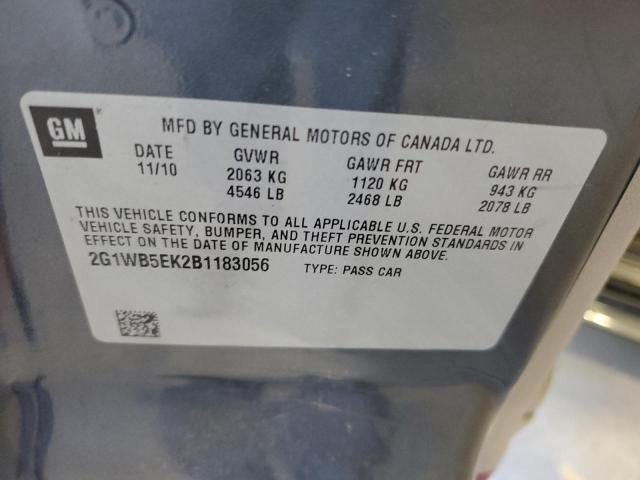 GM
MFD BY GENERAL MOTORS OF CANADA LTD.
DATE GVWR GAWR FRT GAWR RR
11/10 2063 KG 1120 KG 943 KG
4546 LB 2468 LB 2078 LB
THIS VEHICLE CONFORMS TO ALL APPLICABLE U.S. FEDERAL MOTOR
VEHICLE SAFETY, BUMPER, AND THEFT PREVENTION STANDARDS IN
EFFECT ON THE DATE OF MANUFACTURE SHOWN ABOVE.
2G1WB5EK2B1183056 TYPE: PASS CAR